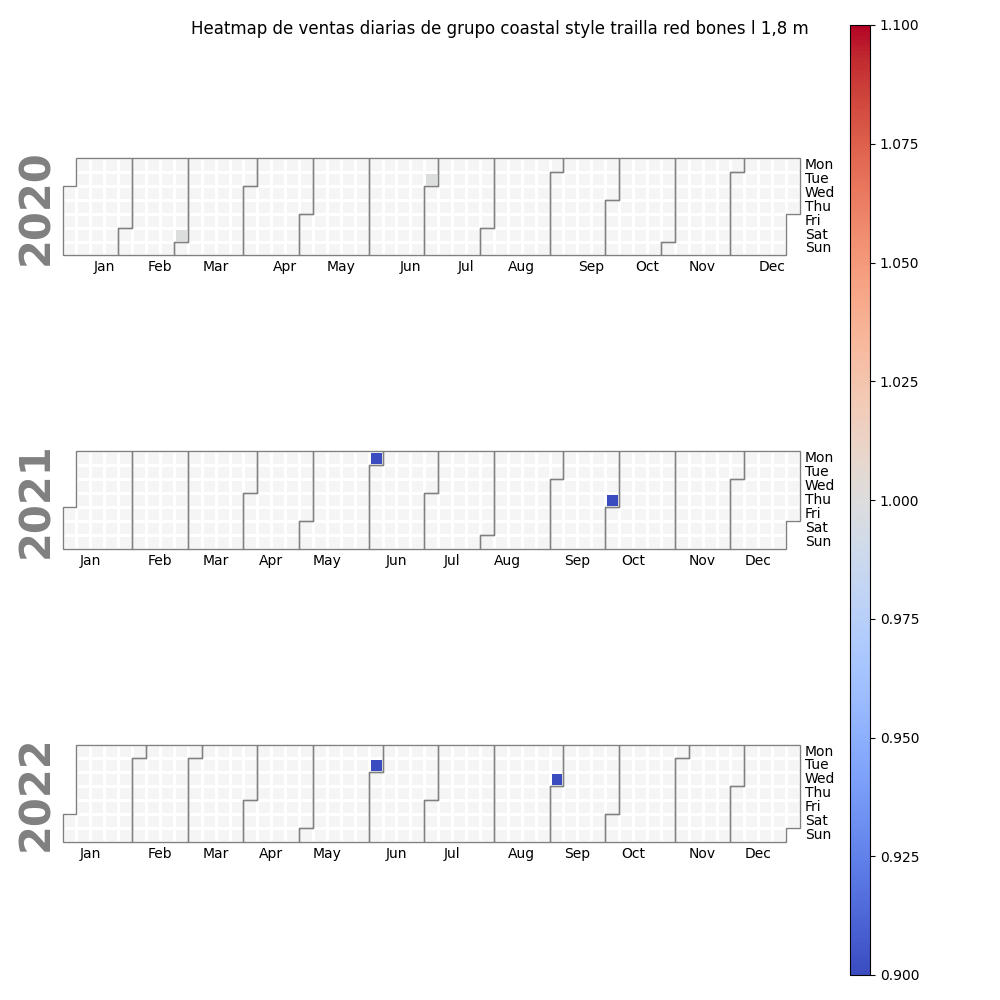 Heatmap de ventas diarias de grupo coastal style trailla red bones l 1,8 m
2020
Mon
Tue
Wed
Thu
Fri
Sat
Sun
Jan Feb Mar Apr May Jun Jul Aug Sep Oct Nov Dec
2021
Mon
Tue
Wed
Thu
Fri
Sat
Sun
Jan Feb Mar Apr May Jun Jul Aug Sep Oct Nov Dec
2022
Mon
Tue
Wed
Thu
Fri
Sat
Sun
Jan Feb Mar Apr May Jun Jul Aug Sep Oct Nov Dec
1.100
1.075
1.050
1.025
1.000
0.975
0.950
0.925
0.900